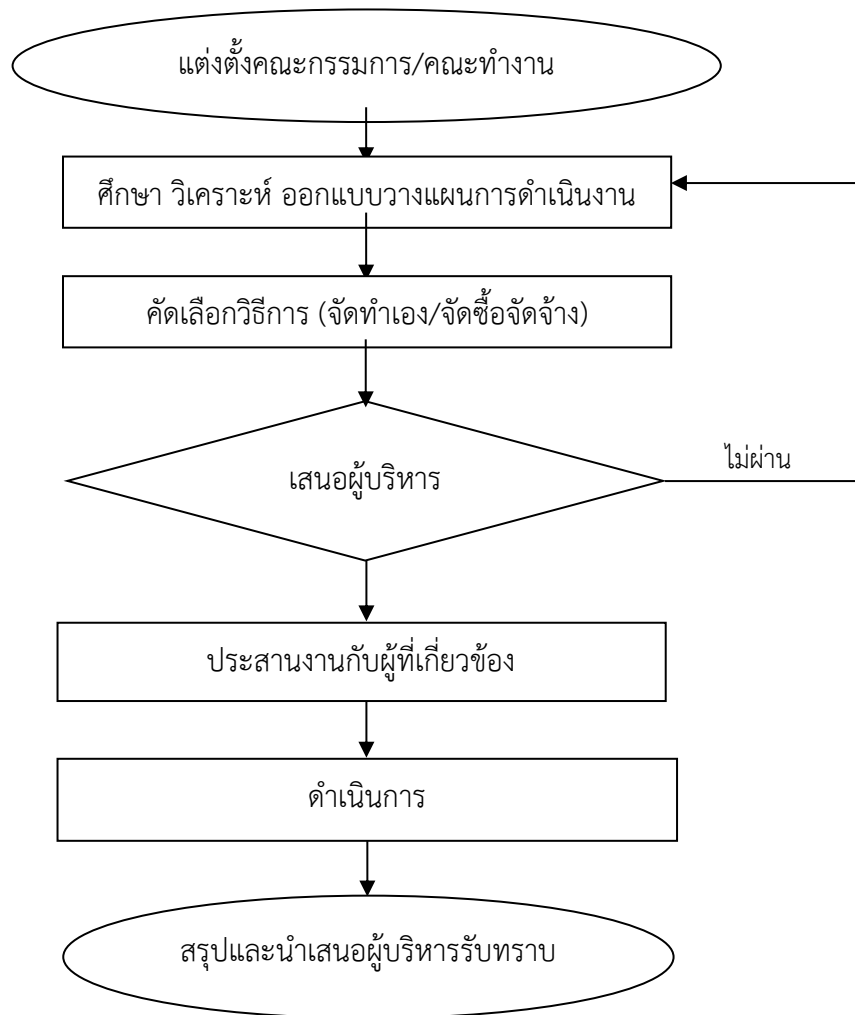 แต่งตั้งคณะกรรมการ/คณะทำงาน
ศึกษา วิเคราะห์ ออกแบบวางแผนการดำเนินงาน
คัดเลือกวิธีการ (จัดทำเอง/จัดซื้อจัดจ้าง)
เสนอผู้บริหาร
ไม่ผ่าน
ประสานงานกับผู้ที่เกี่ยวข้อง
ดำเนินการ
สรุปและนำเสนอผู้บริหารรับทราบ